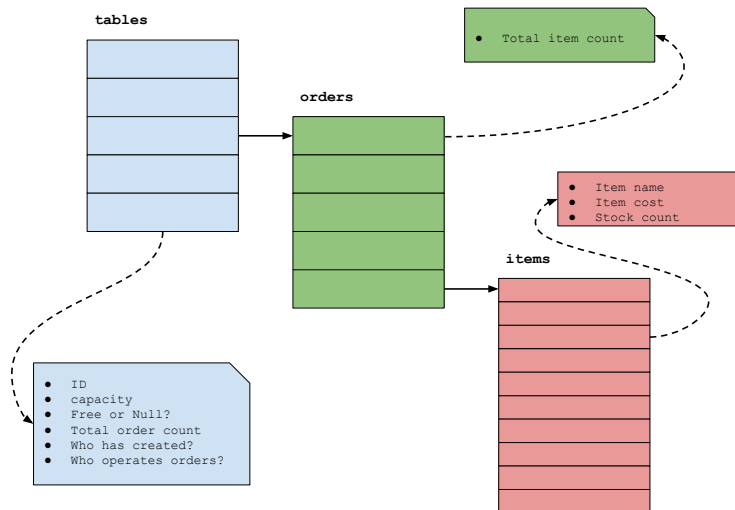 tables
● Total item count
orders
● Item name
● Item cost
● Stock count
items
● ID
● capacity
● Free or Null?
● Total order count
● Who has created?
● Who operates orders?